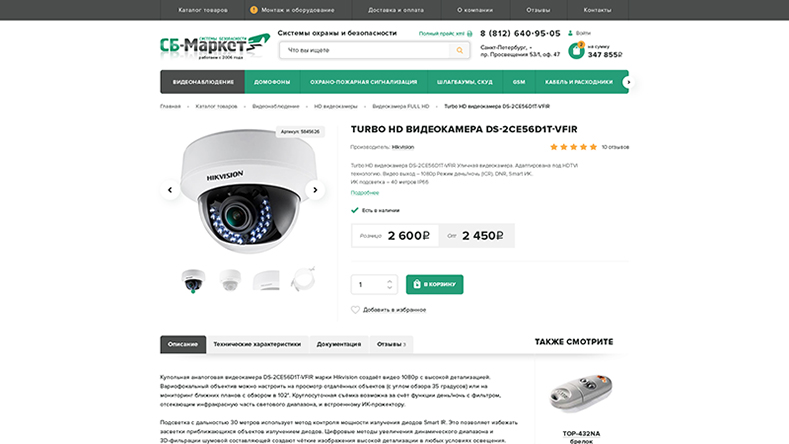 Каталог товаров
Монтаж и оборудование
Доставка и оплата
О компании
Отзывы
Контакты
СИСТЕМЫ БЕЗОПАСНОСТИ
СБ-Маркет
работаем с 2006 года
Системы охраны и безопасности
Полный прайс
Что вы ищете
8 (812) 640-95-05
Санкт-Петербург,
пр. Просвещения 53/1, оф. 47
Войти
на сумму
347 855₽
ВИДЕОНАБЛЮДЕНИЕ
ДОМОФОНЫ
ОХРАНО-ПОЖАРНАЯ СИГНАЛИЗАЦИЯ
ШЛАГБАУМЫ, СКУД
GSM
КАБЕЛЬ И РАСХОДНИКИ
Главная
Каталог товаров
Видеонаблюдение
HD видеокамеры
Видеокамера FULL HD
Turbo HD видеокамера DS-2CE56D1T-VFIR
Артикул: 5845626
HIKVISION
TURBO HD ВИДЕОКАМЕРА DS-2CE56D1T-VFIR
Производитель: Hikvision
10 отзывов
Turbo HD видеокамера DS-2CE56D1T-VFIR Уличная видеокамера. Адаптирована под HDTVI
технологию. Видео выход – 1080p Режим день/ночь (ICR), DNR, Smart ИК.
ИК подсветка – 40 метров IP66
Подробнее
Есть в наличии
Розница 2 600₽
Опт 2 450₽
1
В КОРЗИНУ
Добавить в избранное
Описание
Технические характеристики
Документация
Отзывы
ТАКЖЕ СМОТРИТЕ
Купольная аналоговая видеокамера DS-2CE56D1T-VFIR марки Hikvision создаёт видео 1080p с высокой детализацией.
Вариофокальный объектив можно настроить на просмотр отдалённых объектов (с углом обзора 35 градусов) или на
мониторинг ближних планов с обзором в 102°. Круглосуточная съёмка возможна за счёт функции день/ночь с фильтром,
отсекающим инфракрасную часть светового диапазона, и встроенному ИК-прожектору.
Подсветка с дальностью 30 метров использует метод контроля мощности излучения диодов Smart IR. Это позволяет избежать
засветки приближающихся объектов излучением диодов. Цифровые методы увеличения динамического диапазона и
3D-фильтрации шумовой составляющей создают чёткие изображения высокой детализации в любых условиях освещения.
TOP-432NA
брелок